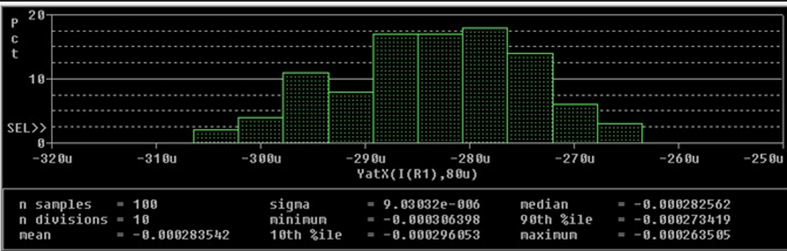 Pct
20
10
SEL>>
0
-320u -310u -300u -290u -280u -270u -260u -250u
YatX(I(R1),80u)
n samples = 100 sigma = 9.03032e-006 median = -0.000282562
n divisions = 10 minimum = -0.000306398 90th %ile = -0.000273419
mean = -0.000283542 10th %ile = -0.000296053 maximum = -0.000263505